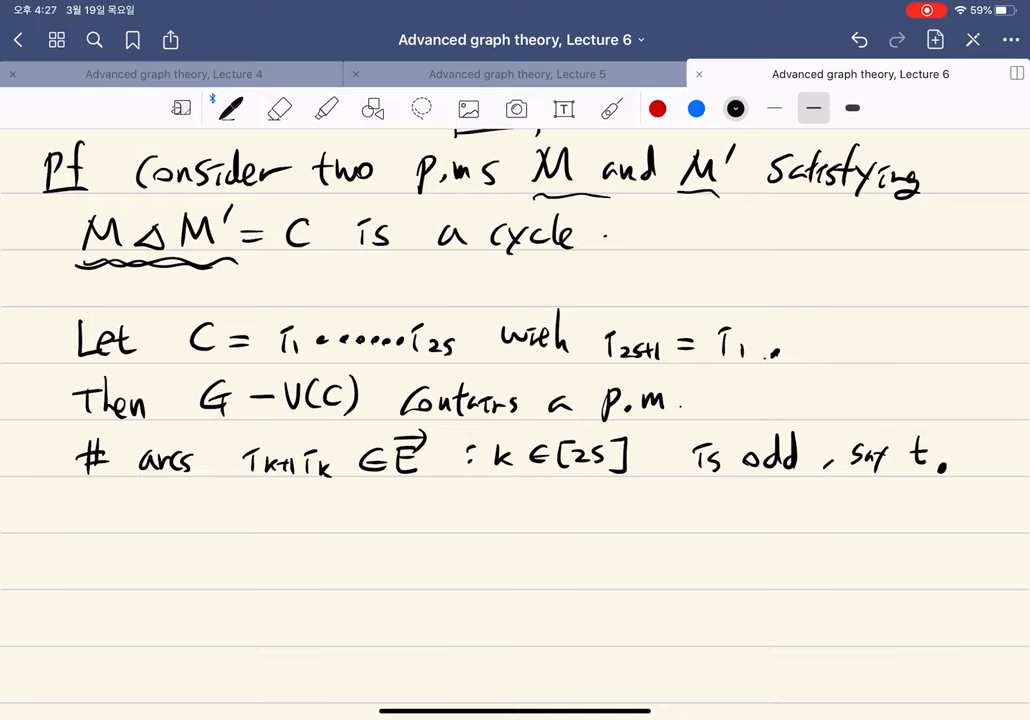 오후 4:27 3월 19일 목요일
59%
Advanced graph theory, Lecture 6
Advanced graph theory, Lecture 4
Advanced graph theory, Lecture 5
Advanced graph theory, Lecture 6
Pf Consider two p.ms M and M' satisfying
M △ M' = C is a cycle.
Let C = i₁ ······ i₂ₛ with i₂ₛ₊₁ = i₁.
Then G - V(C) contains a p.m.
# arcs iₖ₊₁iₖ ∈ E⃗ : k ∈ [2s] is odd, say t.